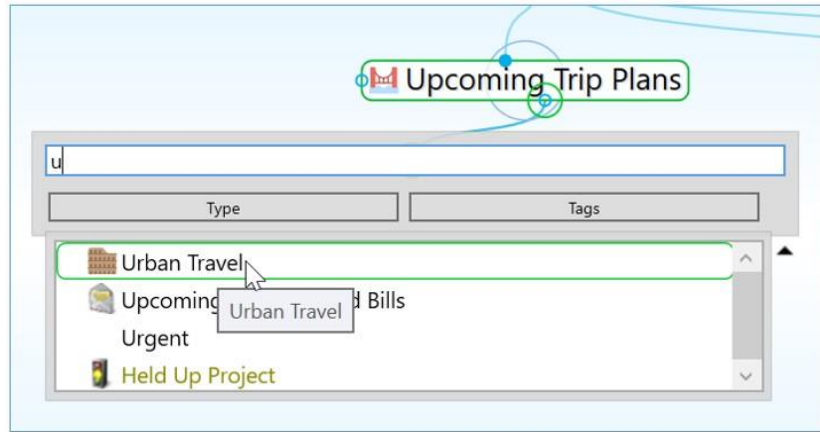 Upcoming Trip Plans
u
Type Tags
Urban Travel
Upcoming d Bills
Urban Travel
Urgent
Held Up Project